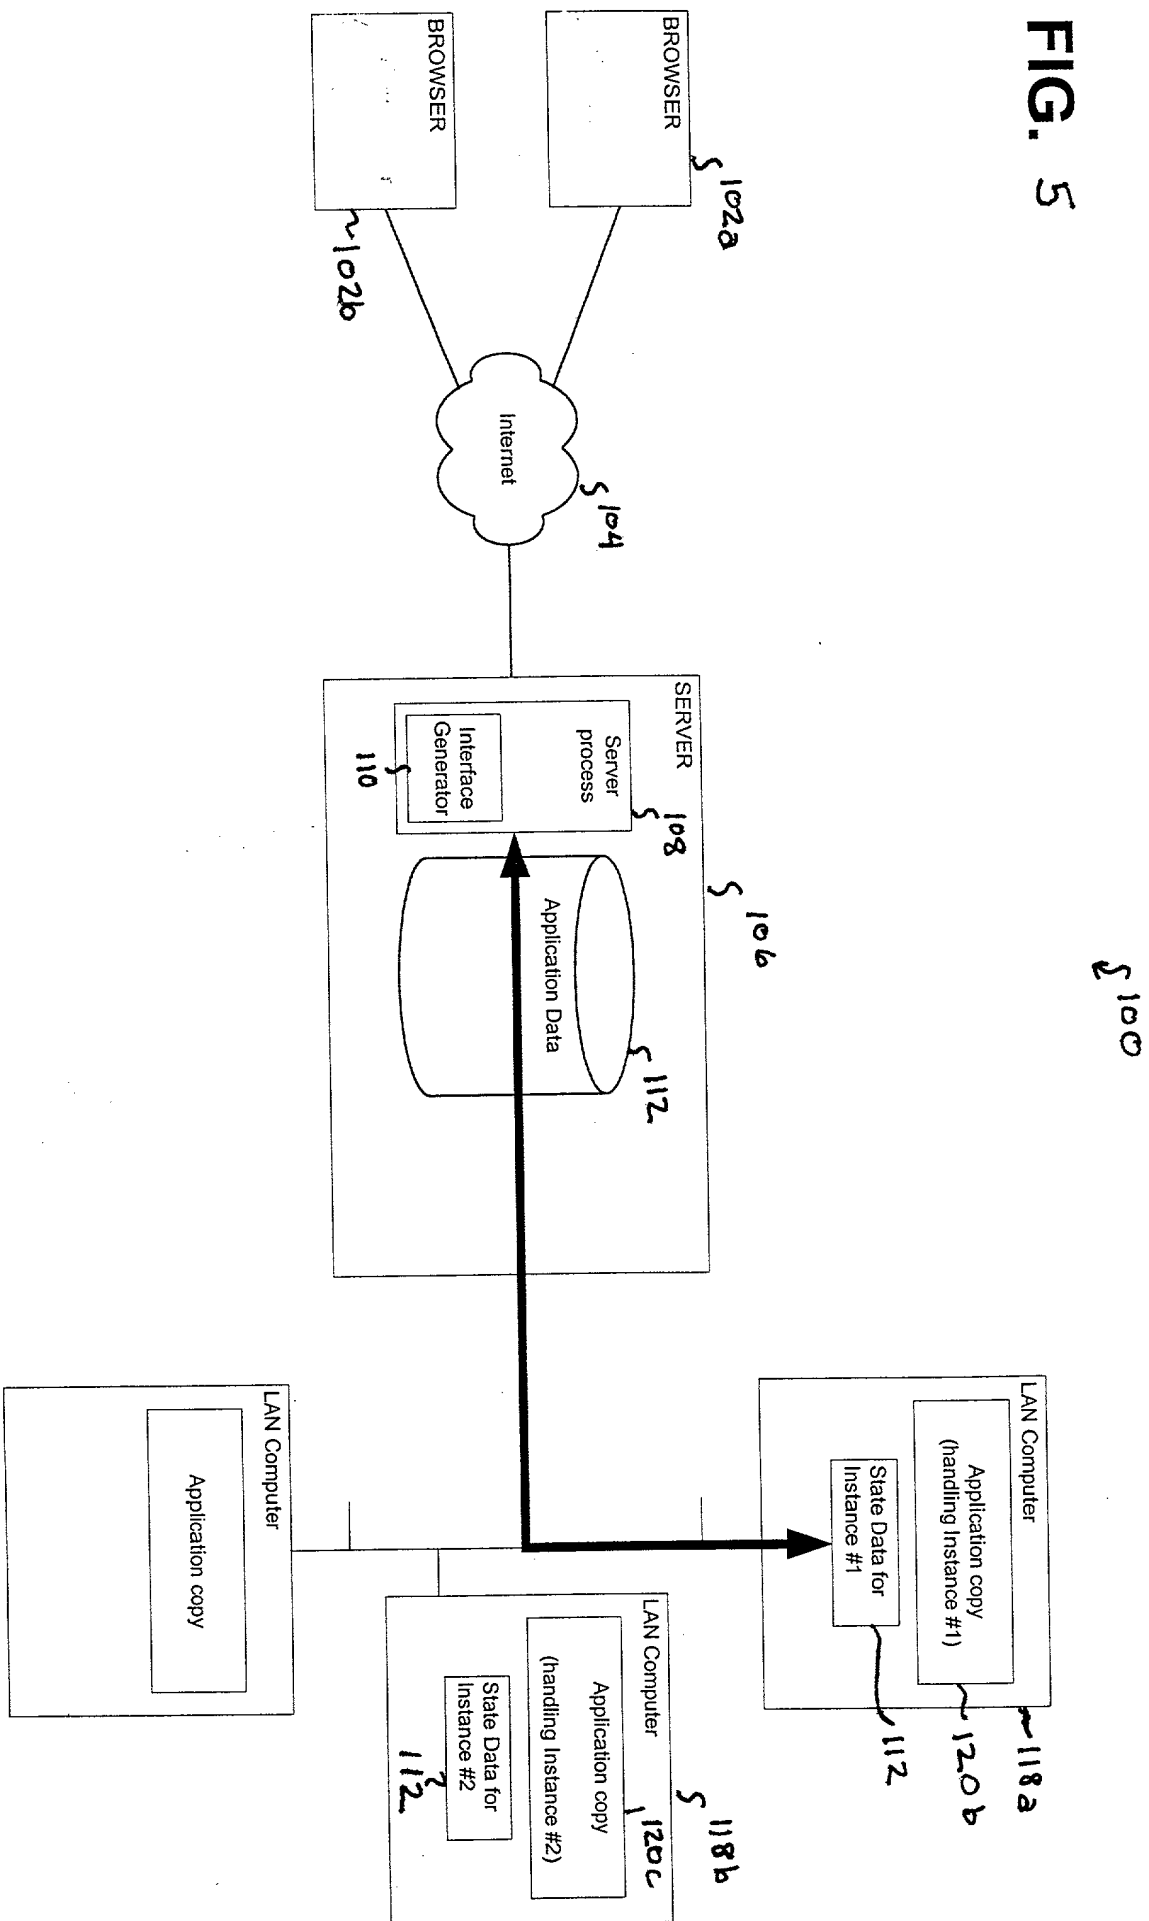 FIG. 5
100
BROWSER
102a
BROWSER
102b
Internet
104
SERVER
106
Server
process
108
Interface
Generator
110
Application Data
112
LAN Computer
118a
Application copy
(handling Instance #1)
120b
State Data for
Instance #1
112
LAN Computer
118b
Application copy
(handling Instance #2)
120c
State Data for
Instance #2
112
LAN Computer
Application copy